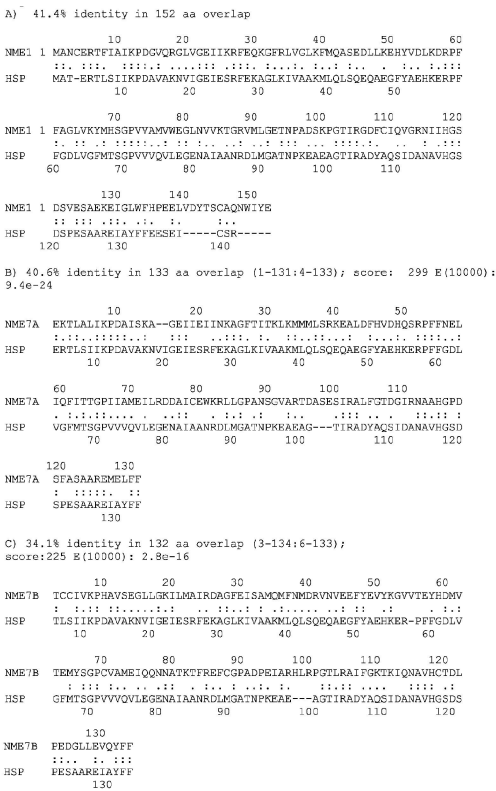 A) 41.4% identity in 152 aa overlap
10 20 30 40 50 60
NME1 1 MANCERTFIAIKPDGVQRGLVGEIIKRFEQKGFRLVGLKFMQASEDLLKEHYVDLKDRPF
HSP MAT-ERTLSIIKPDAVAKNVIGEIESRFEKAGLKIVAAKMLQLSQEQAEGFYAEHKERPF
10 20 30 40 50
70 80 90 100 110 120
NME1 1 FAGLVKYMHSGPVVAMVWEGLNVVKTGRVMLGETNPADSKPGTIRGDFCIQVGRNIIHGS
HSP FGDLVGFMTSGPVVVQVLEGENAIAANRDLMGATNPKEAEAGTIRADYAQSIDANAVHGS
60 70 80 90 100 110
130 140 150
NME1 1 DSVESAEKEIGLWFHPEELVDYTSCAQNWIYE
HSP DSPESAAREIAYFFEESEI-----CSR-----
120 130 140
B) 40.6% identity in 133 aa overlap (1-131:4-133); score: 299 E(10000):
9.4e-24
10 20 30 40 50
NME7A EKTLALIKPDAISKA--GEIIEIINKAGFTITKLKMMMLSRKEALDFHVDHQSRPFFNEL
HSP ERTLSIIKPDAVAKNVIGEIESRFEKAGLKIVAAKMLQLSQEQAEGFYAEHKERPFFGDL
10 20 30 40 50 60
60 70 80 90 100 110
NME7A IQFITTGPIIAMEILRDDAICEWKRLLGPANSGVARTDASESIRALFGTDGIRNAAHGPD
HSP VGFMTSGPVVVQVLEGENAIAANRDLMGATNPKEAEAG---TIRADYAQSIDANAVHGSD
70 80 90 100 110 120
120 130
NME7A SFASAAREMELFF
HSP SPESAAREIAYFF
130
C) 34.1% identity in 132 aa overlap (3-134:6-133);
score:225 E(10000): 2.8e-16
10 20 30 40 50 60
NME7B TCCIVKPHAVSEGLLGKILMAIRDAGFEISAMQMFNMDRVNVEEFYEVYKGVVTEYHDMV
HSP TLSIIKPDAVAKNVIGEIESRFEKAGLKIVAAKMLQLSQEQAEGFYAEHKER-PFFGDLV
10 20 30 40 50 60
70 80 90 100 110 120
NME7B TEMYSGPCVAMEIQQNNATKTFREFCGPADPEIARHLRPGTLRAIFGKTKIQNAVHCTDL
HSP GFMTSGPVVVQVLEGENAIAANRDLMGATNPKEAE---AGTIRADYAQSIDANAVHGSDS
70 80 90 100 110 120
130
NME7B PEDGLLEVQYFF
HSP PESAAREIAYFF
130